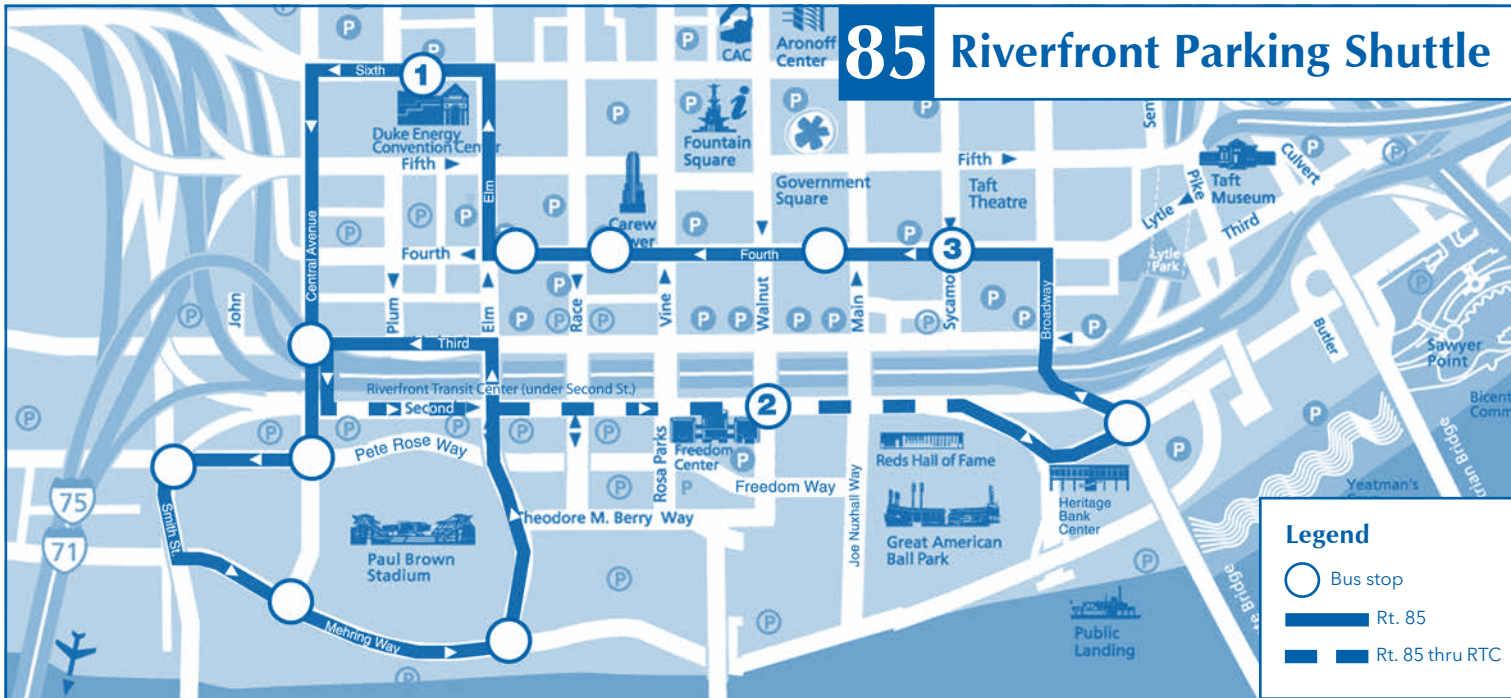 85 Riverfront Parking Shuttle
CAC
Aronoff
Center
Sixth
1
Duke Energy
Convention Center
Fifth
Elm
Central Avenue
Fountain
Square
Government
Square
Fifth
Taft
Theatre
Taft
Museum
Culvert
Pike
Lytle
Third
Lytle
Park
Carew
Fourth
Fourth
3
John
Plum
Elm
Race
Vine
Walnut
Main
Broadway
Butler
Sawyer
Point
Third
Riverfront Transit Center (under Second St.)
Second
2
Pete Rose Way
Freedom
Center
Rosa Parks
Freedom Way
Reds Hall of Fame
Joe Nuxhall Way
Heritage
Bank
Center
Great American
Ball Park
Theodore M. Berry Way
Paul Brown
Stadium
75
71
Smith St.
Mehring Way
Public
Landing
Yeatman's
Legend
Bus stop
Rt. 85
Rt. 85 thru RTC
P